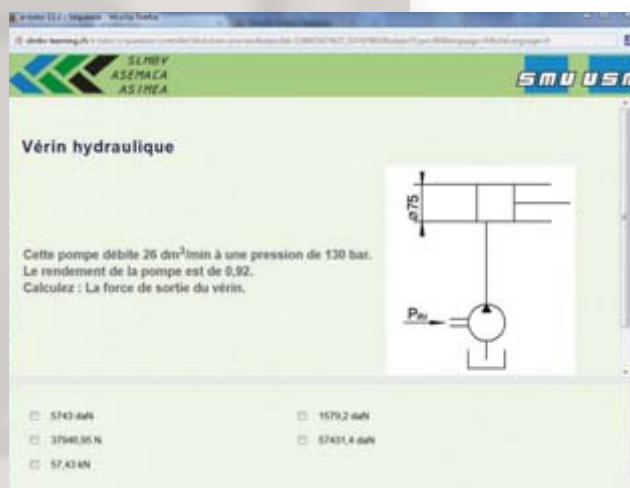 SLMBV
ASEMACA
ASIMEA
SMU USM
Vérin hydraulique
Cette pompe débite 26 dm³/min à une pression de 130 bar.
Le rendement de la pompe est de 0,92.
Calculez : La force de sortie du vérin.
ø75
5743 daN
1579,2 daN
37940,95 N
57431,4 daN
57,43 kN